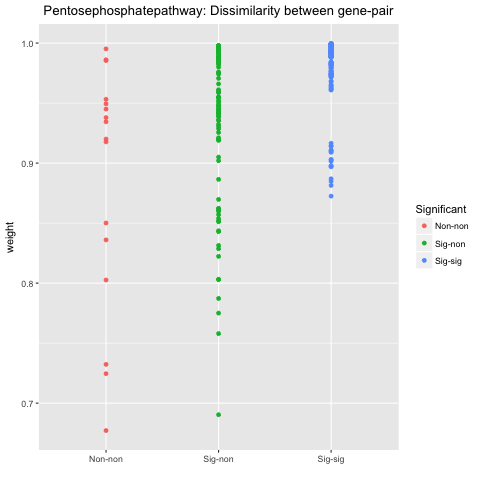 Pentosephosphatepathway: Dissimilarity between gene-pair
1.0
0.9
0.8
0.7
weight
Non-non
Sig-non
Sig-sig
Significant
Non-non
Sig-non
Sig-sig